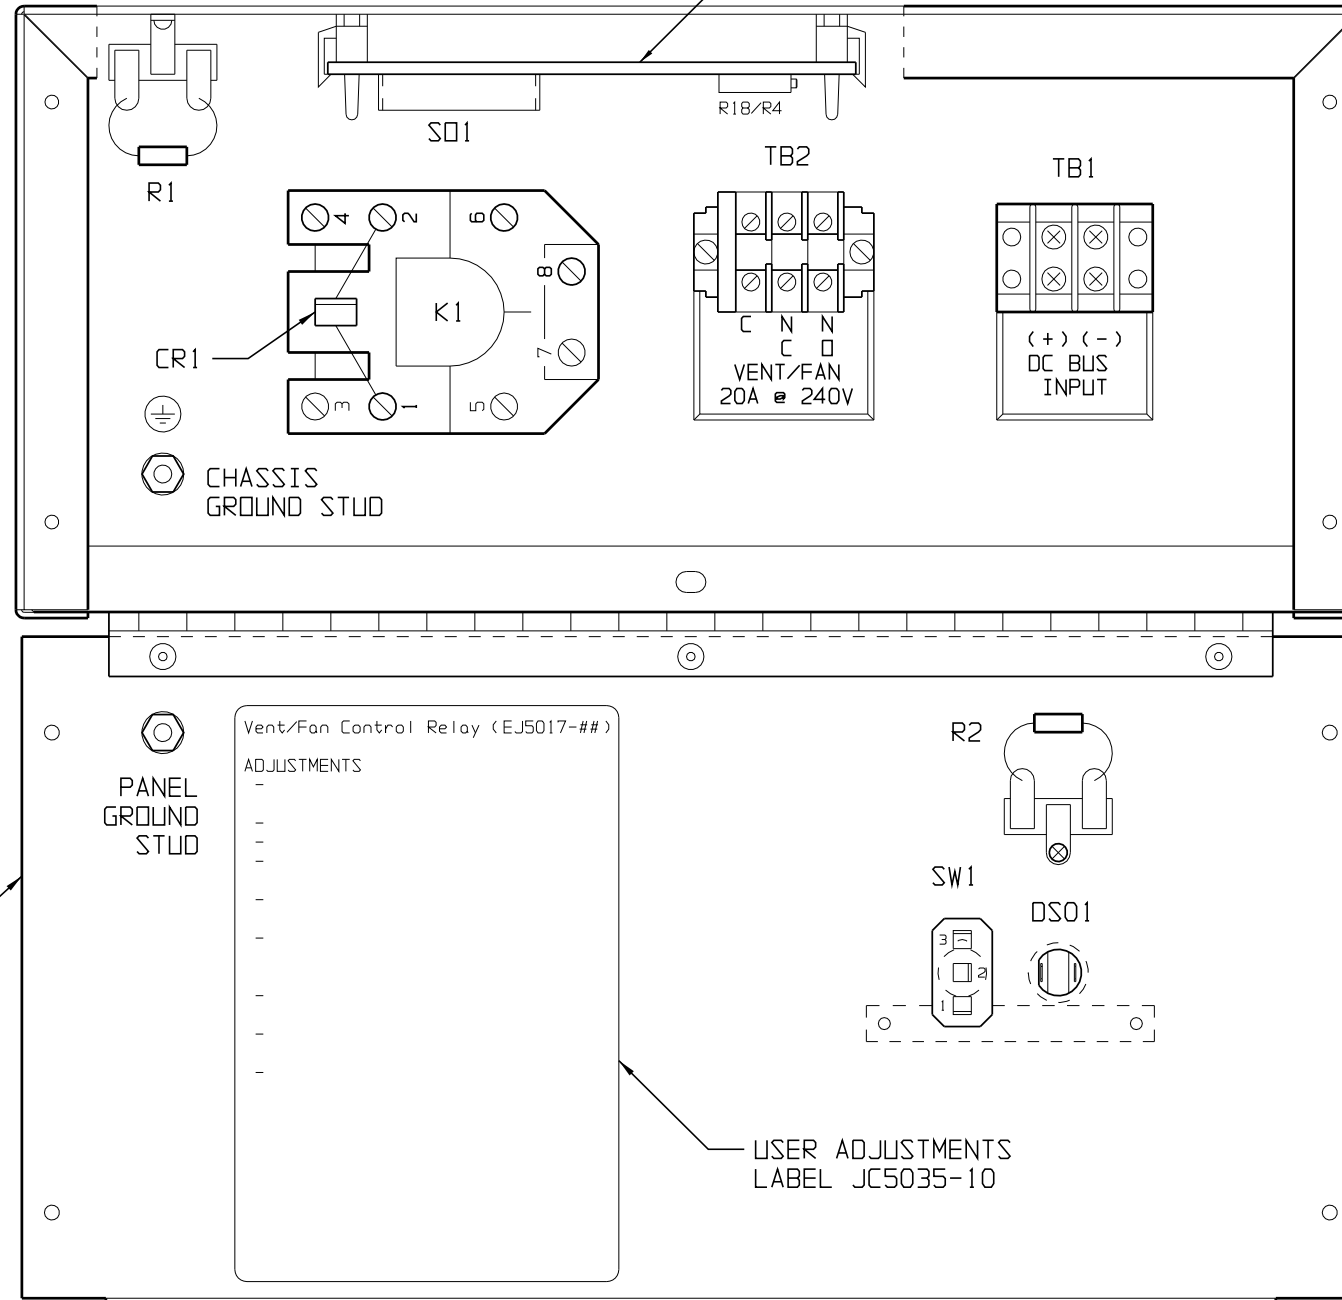 R18/R4
SO1
TB2
TB1
R1
4
2
6
8
K1
CR1
7
3
1
5
C N N
C O
VENT/FAN
20A @ 240V
(+) (-)
DC BUS
INPUT
CHASSIS
GROUND STUD
Vent/Fan Control Relay (EJ5017-##)
ADJUSTMENTS
-
-
-
-
-
-
-
-
-
PANEL
GROUND
STUD
R2
SW1
DSO1
3
2
1
USER ADJUSTMENTS
LABEL JC5035-10